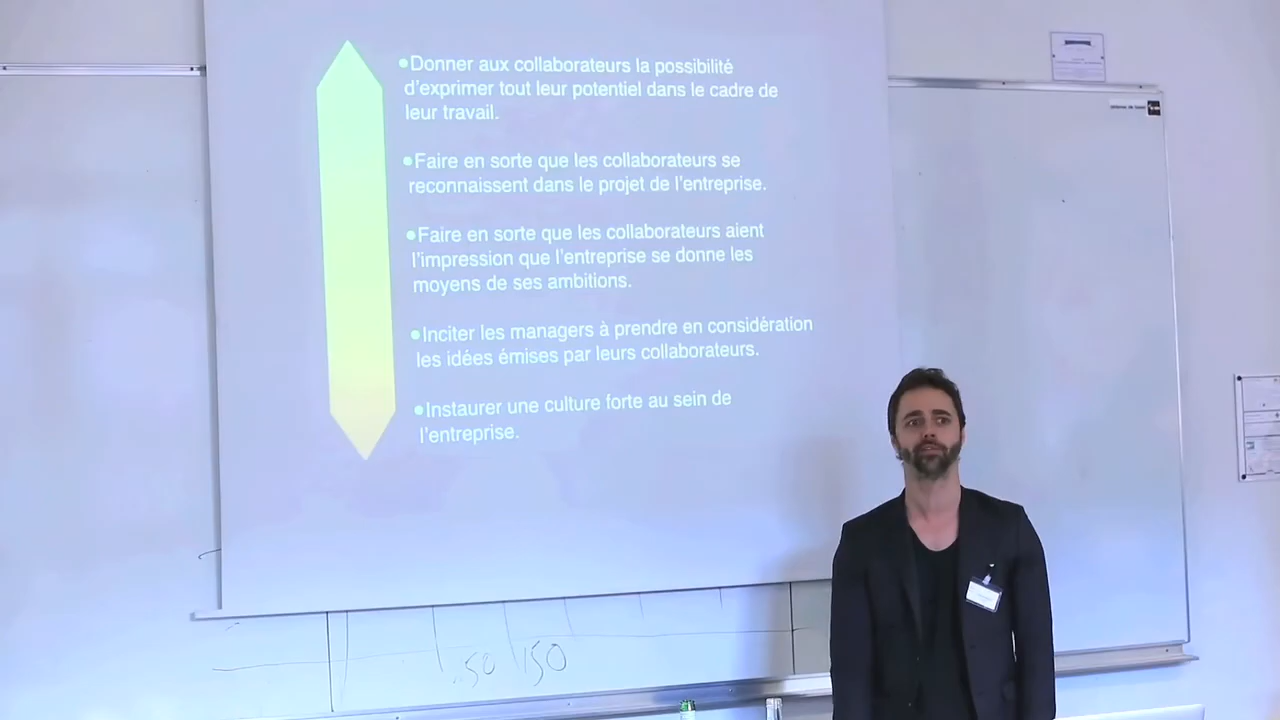 •Donner aux collaborateurs la possibilité
d'exprimer tout leur potentiel dans le cadre de
leur travail.
•Faire en sorte que les collaborateurs se
reconnaissent dans le projet de l'entreprise.
•Faire en sorte que les collaborateurs aient
l'impression que l'entreprise se donne les
moyens de ses ambitions.
•Inciter les managers à prendre en considération
les idées émises par leurs collaborateurs.
•Instaurer une culture forte au sein de
l'entreprise.
50 150